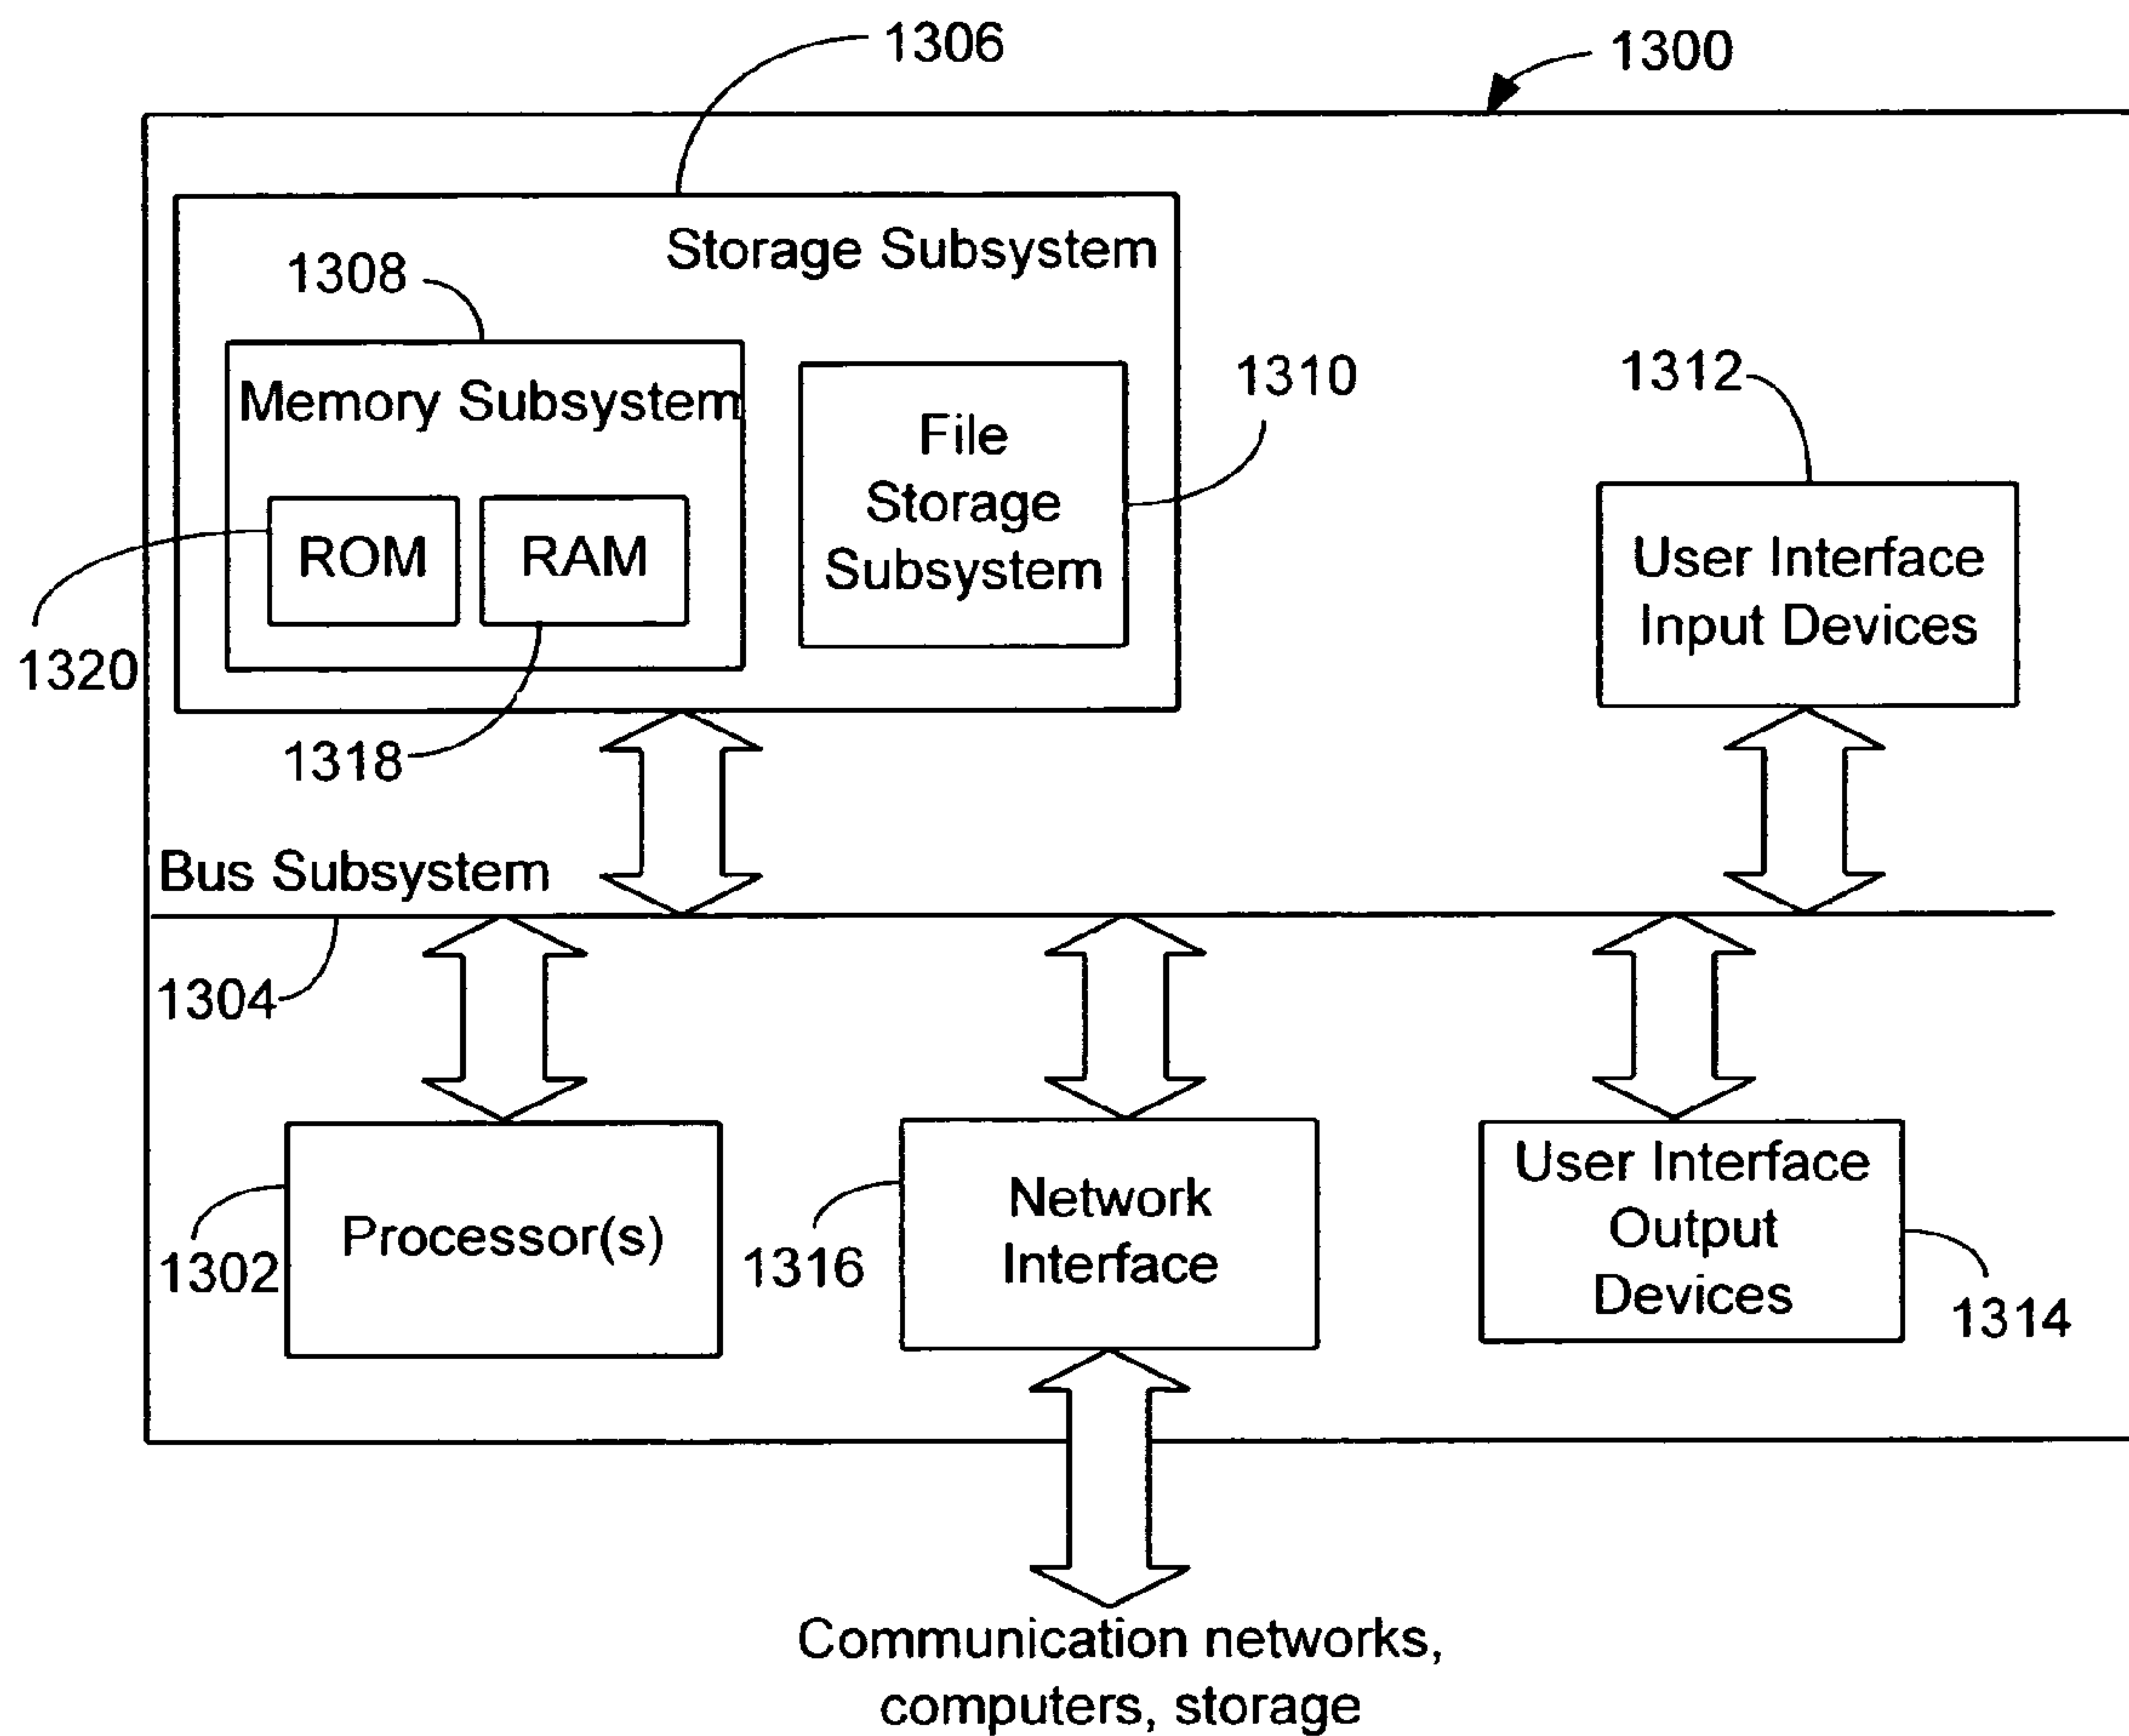 1306
1300
Storage Subsystem
1308
Memory Subsystem
1310
1312
File
Storage
Subsystem
ROM
RAM
User Interface
Input Devices
1320
1318
Bus Subsystem
1304
Processor(s)
1302
Network
Interface
1316
User Interface
Output
Devices
1314
Communication networks,
computers, storage